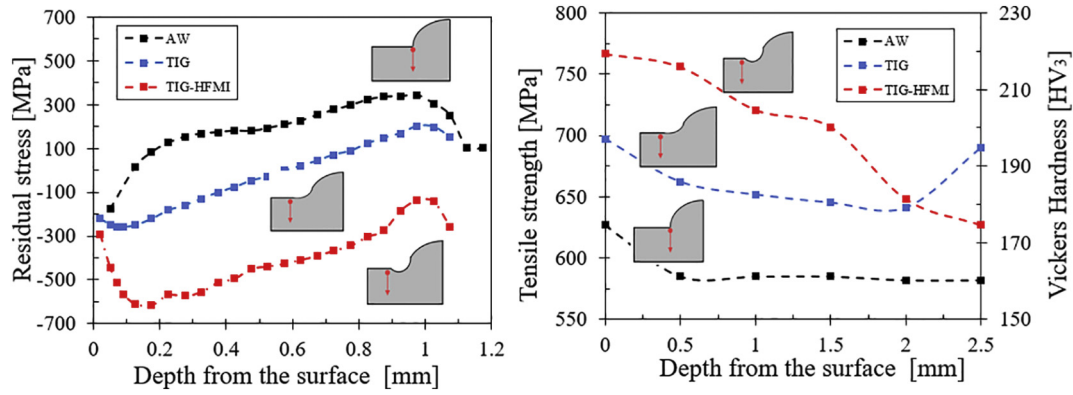 Residual stress [MPa]
700
500
300
100
-100
-300
-500
-700
AW
TIG
TIG-HFMI
0
0.2
0.4
0.6
0.8
1
1.2
Depth from the surface [mm]
Tensile strength [MPa]
800
750
700
650
600
550
AW
TIG
TIG-HFMI
0
0.5
1
1.5
2
2.5
Depth from the surface [mm]
230
210
190
170
150
Vickers Hardness [HV3]